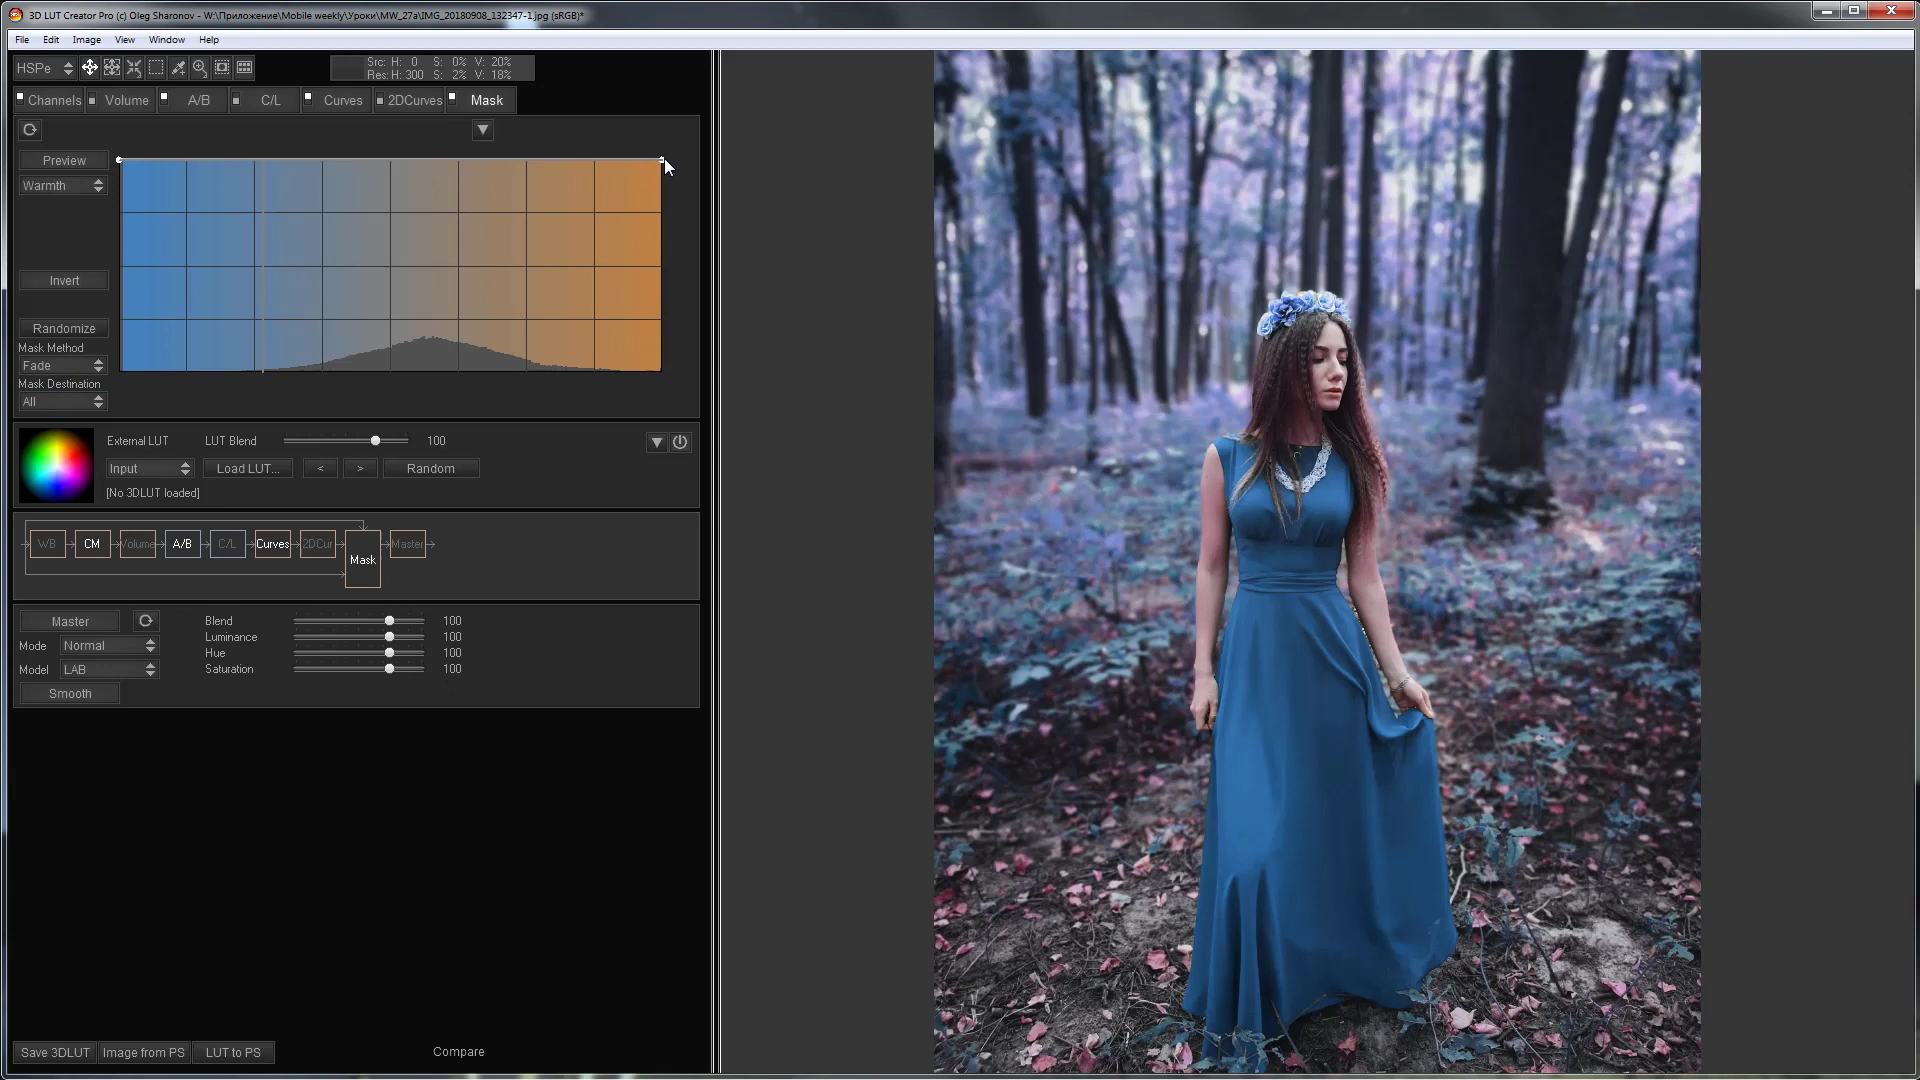 3D LUT Creator Pro (c) Oleg Sharonov - W:\Приложение\Mobile weekly\Уроки\MW_27a\IMG_20180908_132347-1.jpg (sRGB)*
File Edit Image View Window Help
HSPe
Src: H: 0 S: 0% V: 20%
Res: H: 300 S: 2% V: 18%
Channels Volume A/B C/L Curves 2DCurves Mask
Preview
Warmth
Invert
Randomize
Mask Method
Fade
Mask Destination
All
External LUT LUT Blend 100
Input Load LUT... < > Random
[No 3DLUT loaded]
WB CM Volume A/B C/L Curves 2DCur Mask Master
Master Blend 100
Luminance 100
Mode Normal Hue 100
Model LAB Saturation 100
Smooth
Save 3DLUT Image from PS LUT to PS Compare